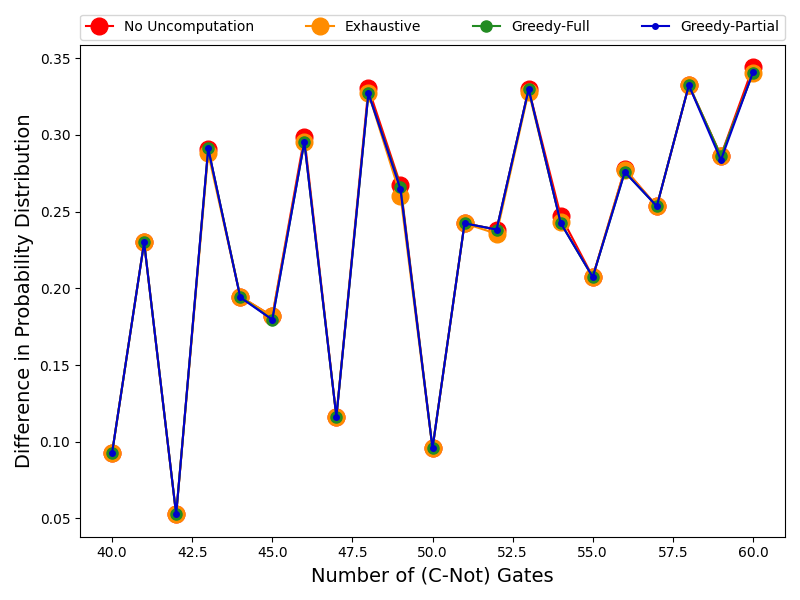 No Uncomputation Exhaustive Greedy-Full Greedy-Partial
0.35
0.30
0.25
0.20
0.15
0.10
0.05
Difference in Probability Distribution
40.0 42.5 45.0 47.5 50.0 52.5 55.0 57.5 60.0
Number of (C-Not) Gates